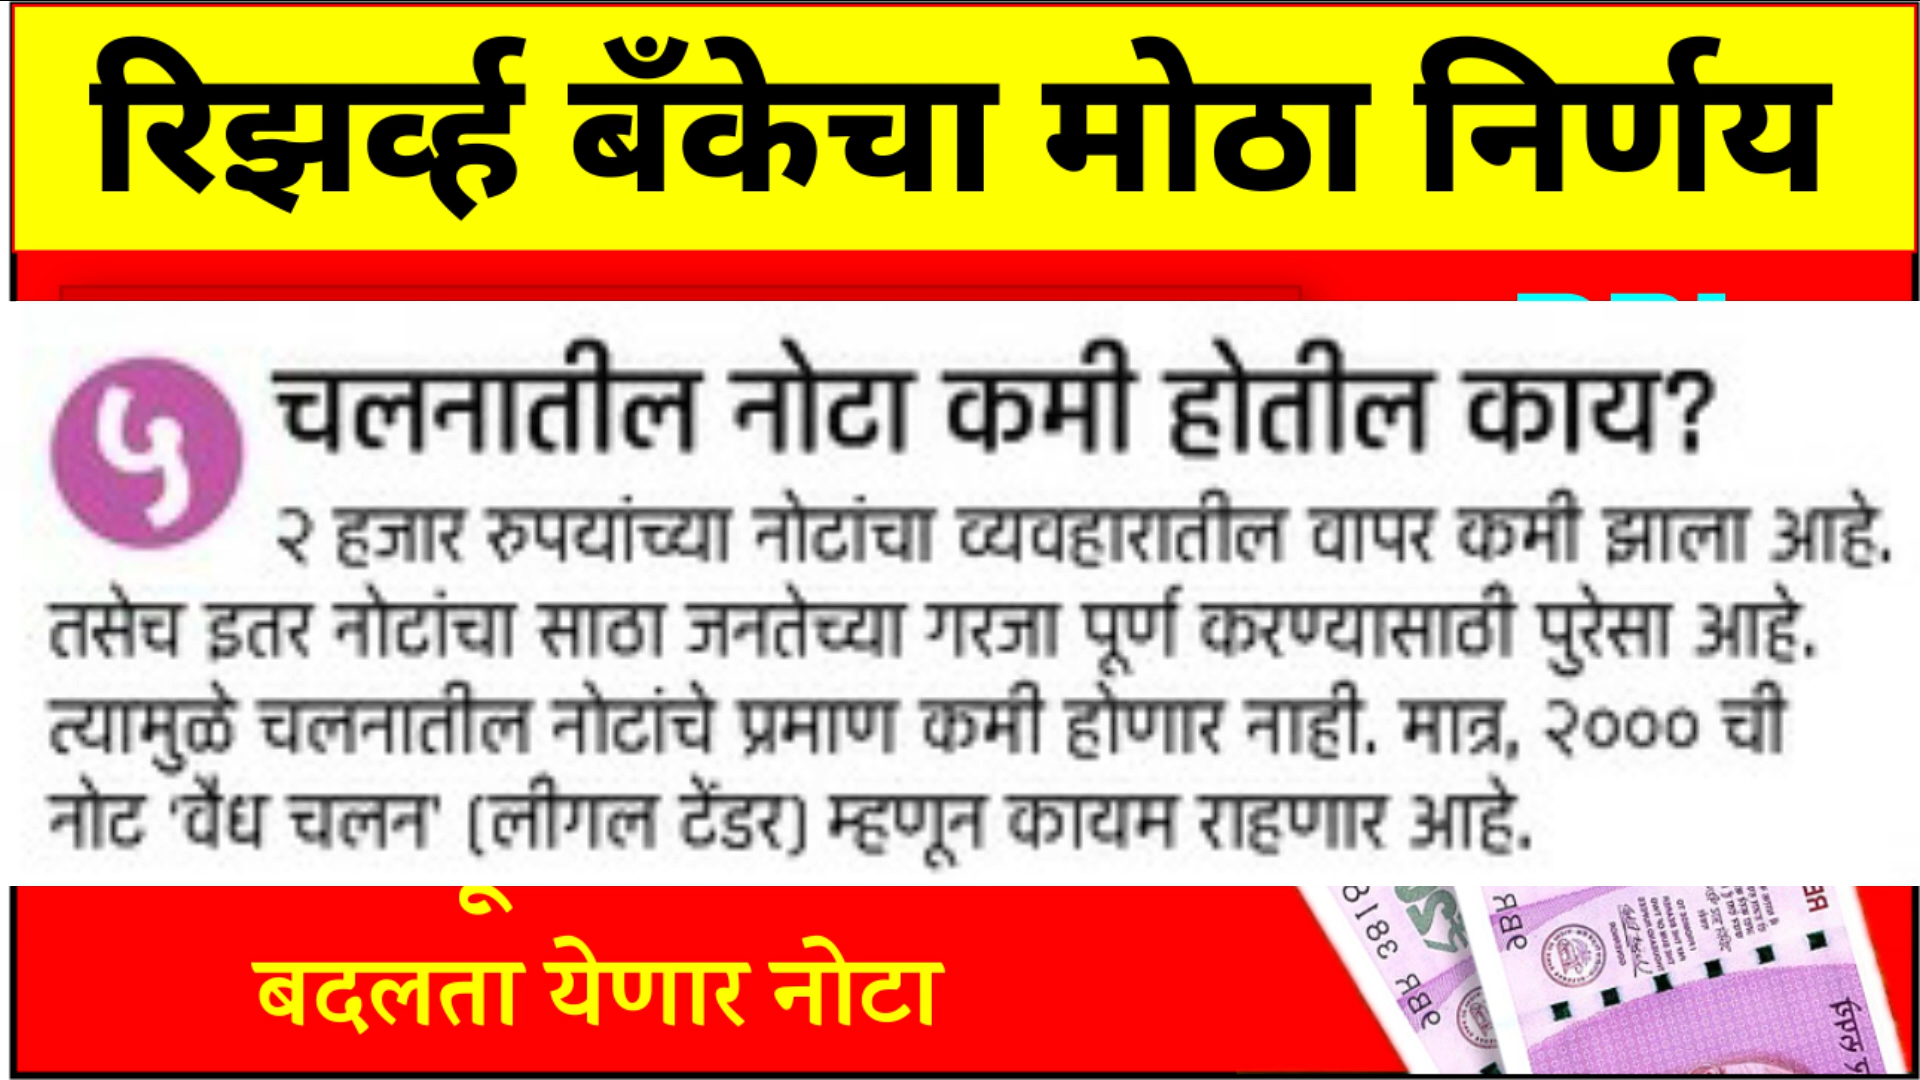 रिझर्व्ह बँकेचा मोठा निर्णय
५ चलनातील नोटा कमी होतील काय?
२ हजार रुपयांच्या नोटांचा व्यवहारातील वापर कमी झाला आहे.
तसेच इतर नोटांचा साठा जनतेच्या गरजा पूर्ण करण्यासाठी पुरेसा आहे.
त्यामुळे चलनातील नोटांचे प्रमाण कमी होणार नाही. मात्र, २००० ची
नोट 'वैध चलन' (लीगल टेंडर) म्हणून कायम राहणार आहे.
बदलता येणार नोटा